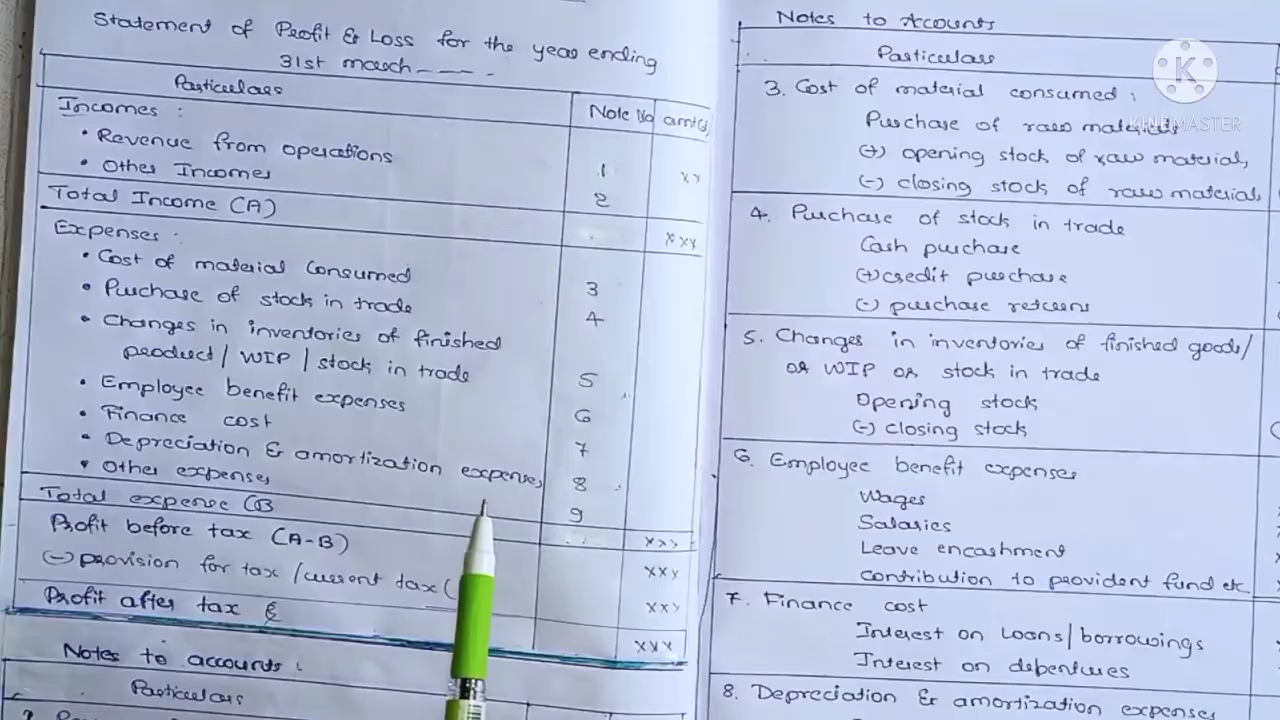 Statement of Profit & Loss for the year ending
31st march ----.
Particulars Note No amt(₹)
Incomes :
• Revenue from operations 1 xx
• Other Incomes 2
Total Income (A) xxx
Expenses :
• Cost of material Consumed 3
• Purchase of stock in trade 4
• Changes in inventories of finished
product / WIP / stock in trade 5
• Employee benefit expenses 6
• Finance cost 7
• Depreciation & amortization expenses 8
• Other expenses 9
Total expense (B xxx
Profit before tax (A-B) xxx
(-) provision for tax / current tax ( xxx
Profit after tax xxx
Notes to accounts :
Particulars
Notes to Accounts
Particulars
3. Cost of material consumed :
Purchase of raw materials
(+) opening stock of raw materials
(-) closing stock of raw material
4. Purchase of stock in trade
Cash purchase
(+) credit purchase
(-) purchase returns
5. Changes in inventories of finished goods/
or WIP or stock in trade
Opening stock
(-) closing stock
6. Employee benefit expenses
Wages
Salaries
Leave encashment
Contribution to provident fund etc
7. Finance cost
Interest on Loans/borrowings
Interest on debentures
8. Depreciation & amortization expenses
K
KINEMASTER